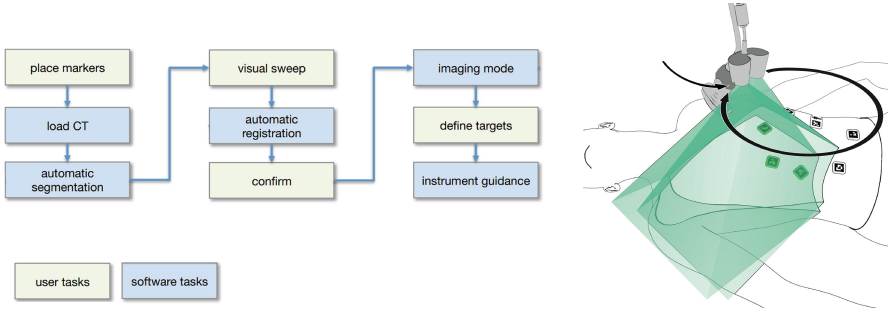 place markers
load CT
automatic
segmentation
visual sweep
automatic
registration
confirm
imaging mode
define targets
instrument guidance
user tasks
software tasks